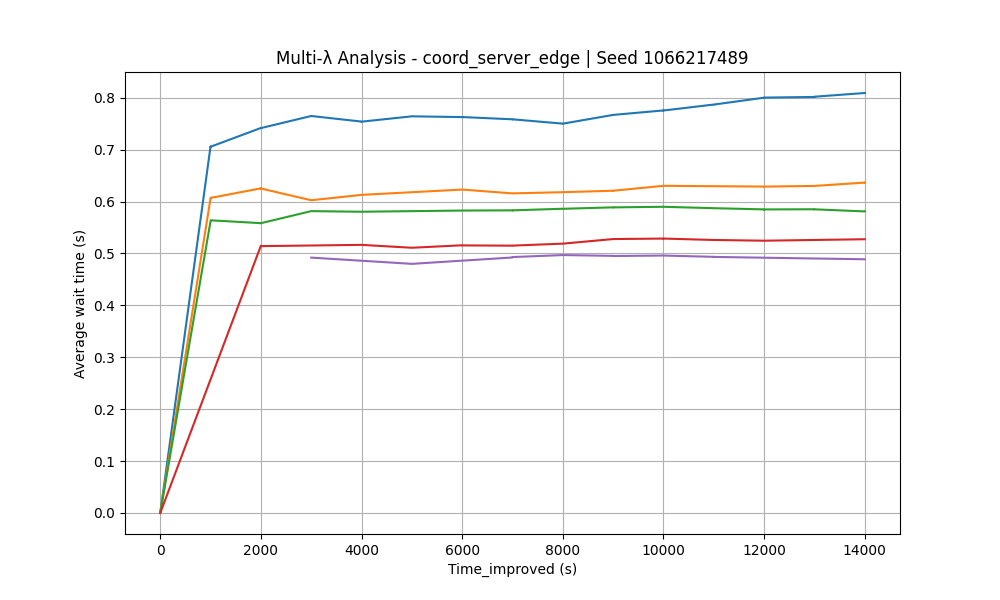 Multi-λ Analysis - coord_server_edge | Seed 1066217489
Average wait time (s)
0.8
0.7
0.6
0.5
0.4
0.3
0.2
0.1
0.0
0 2000 4000 6000 8000 10000 12000 14000
Time_improved (s)